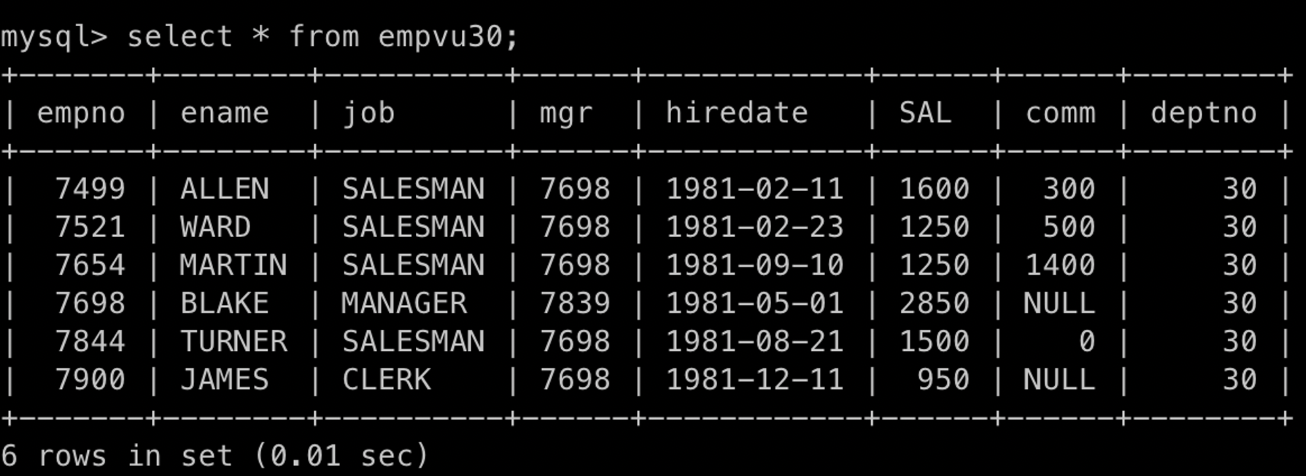 mysql> select * from empvu30;
+-------+--------+----------+------+------------+------+------+--------+
| empno | ename  | job      | mgr  | hiredate   | SAL  | comm | deptno |
+-------+--------+----------+------+------------+------+------+--------+
|  7499 | ALLEN  | SALESMAN | 7698 | 1981-02-11 | 1600 |  300 |     30 |
|  7521 | WARD   | SALESMAN | 7698 | 1981-02-23 | 1250 |  500 |     30 |
|  7654 | MARTIN | SALESMAN | 7698 | 1981-09-10 | 1250 | 1400 |     30 |
|  7698 | BLAKE  | MANAGER  | 7839 | 1981-05-01 | 2850 | NULL |     30 |
|  7844 | TURNER | SALESMAN | 7698 | 1981-08-21 | 1500 |    0 |     30 |
|  7900 | JAMES  | CLERK    | 7698 | 1981-12-11 |  950 | NULL |     30 |
+-------+--------+----------+------+------------+------+------+--------+
6 rows in set (0.01 sec)